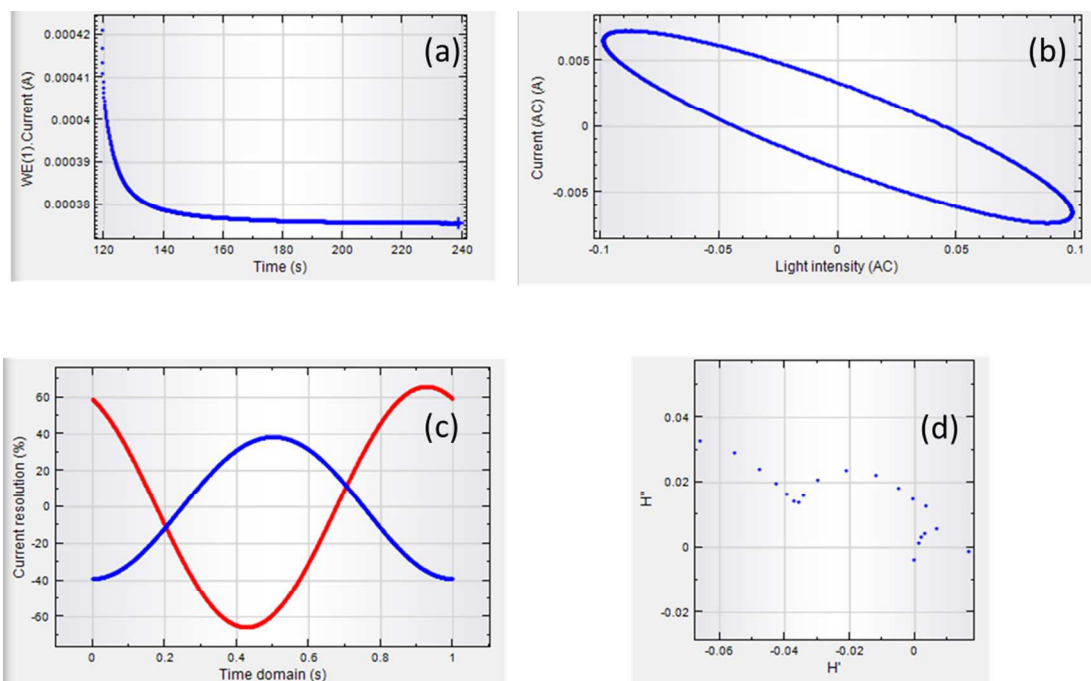 (a)
WE(1).Current (A)
0.00042
0.00041
0.0004
0.00039
0.00038
120 140 160 180 200 220 240
Time (s)
(b)
Current (AC) (A)
0.005
0
-0.005
-0.1 -0.05 0 0.05 0.1
Light intensity (AC)
(c)
Current resolution (%)
60
40
20
0
-20
-40
-60
0 0.2 0.4 0.6 0.8 1
Time domain (s)
(d)
H"
0.04
0.02
0
-0.02
-0.06 -0.04 -0.02 0
H'